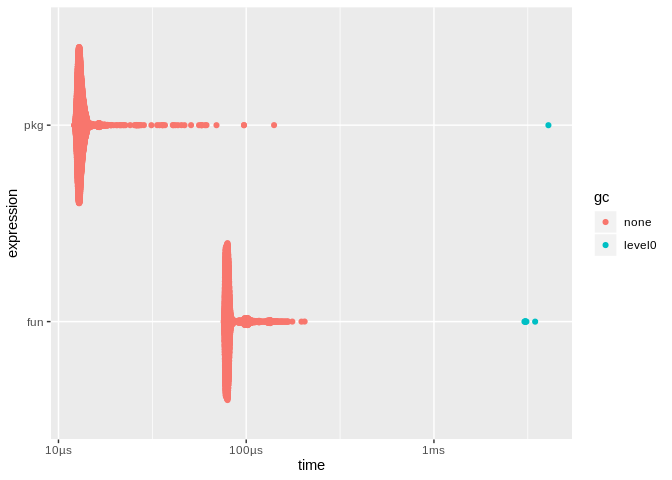 pkg
fun
expression
10µs
100µs
1ms
time
gc
none
level0